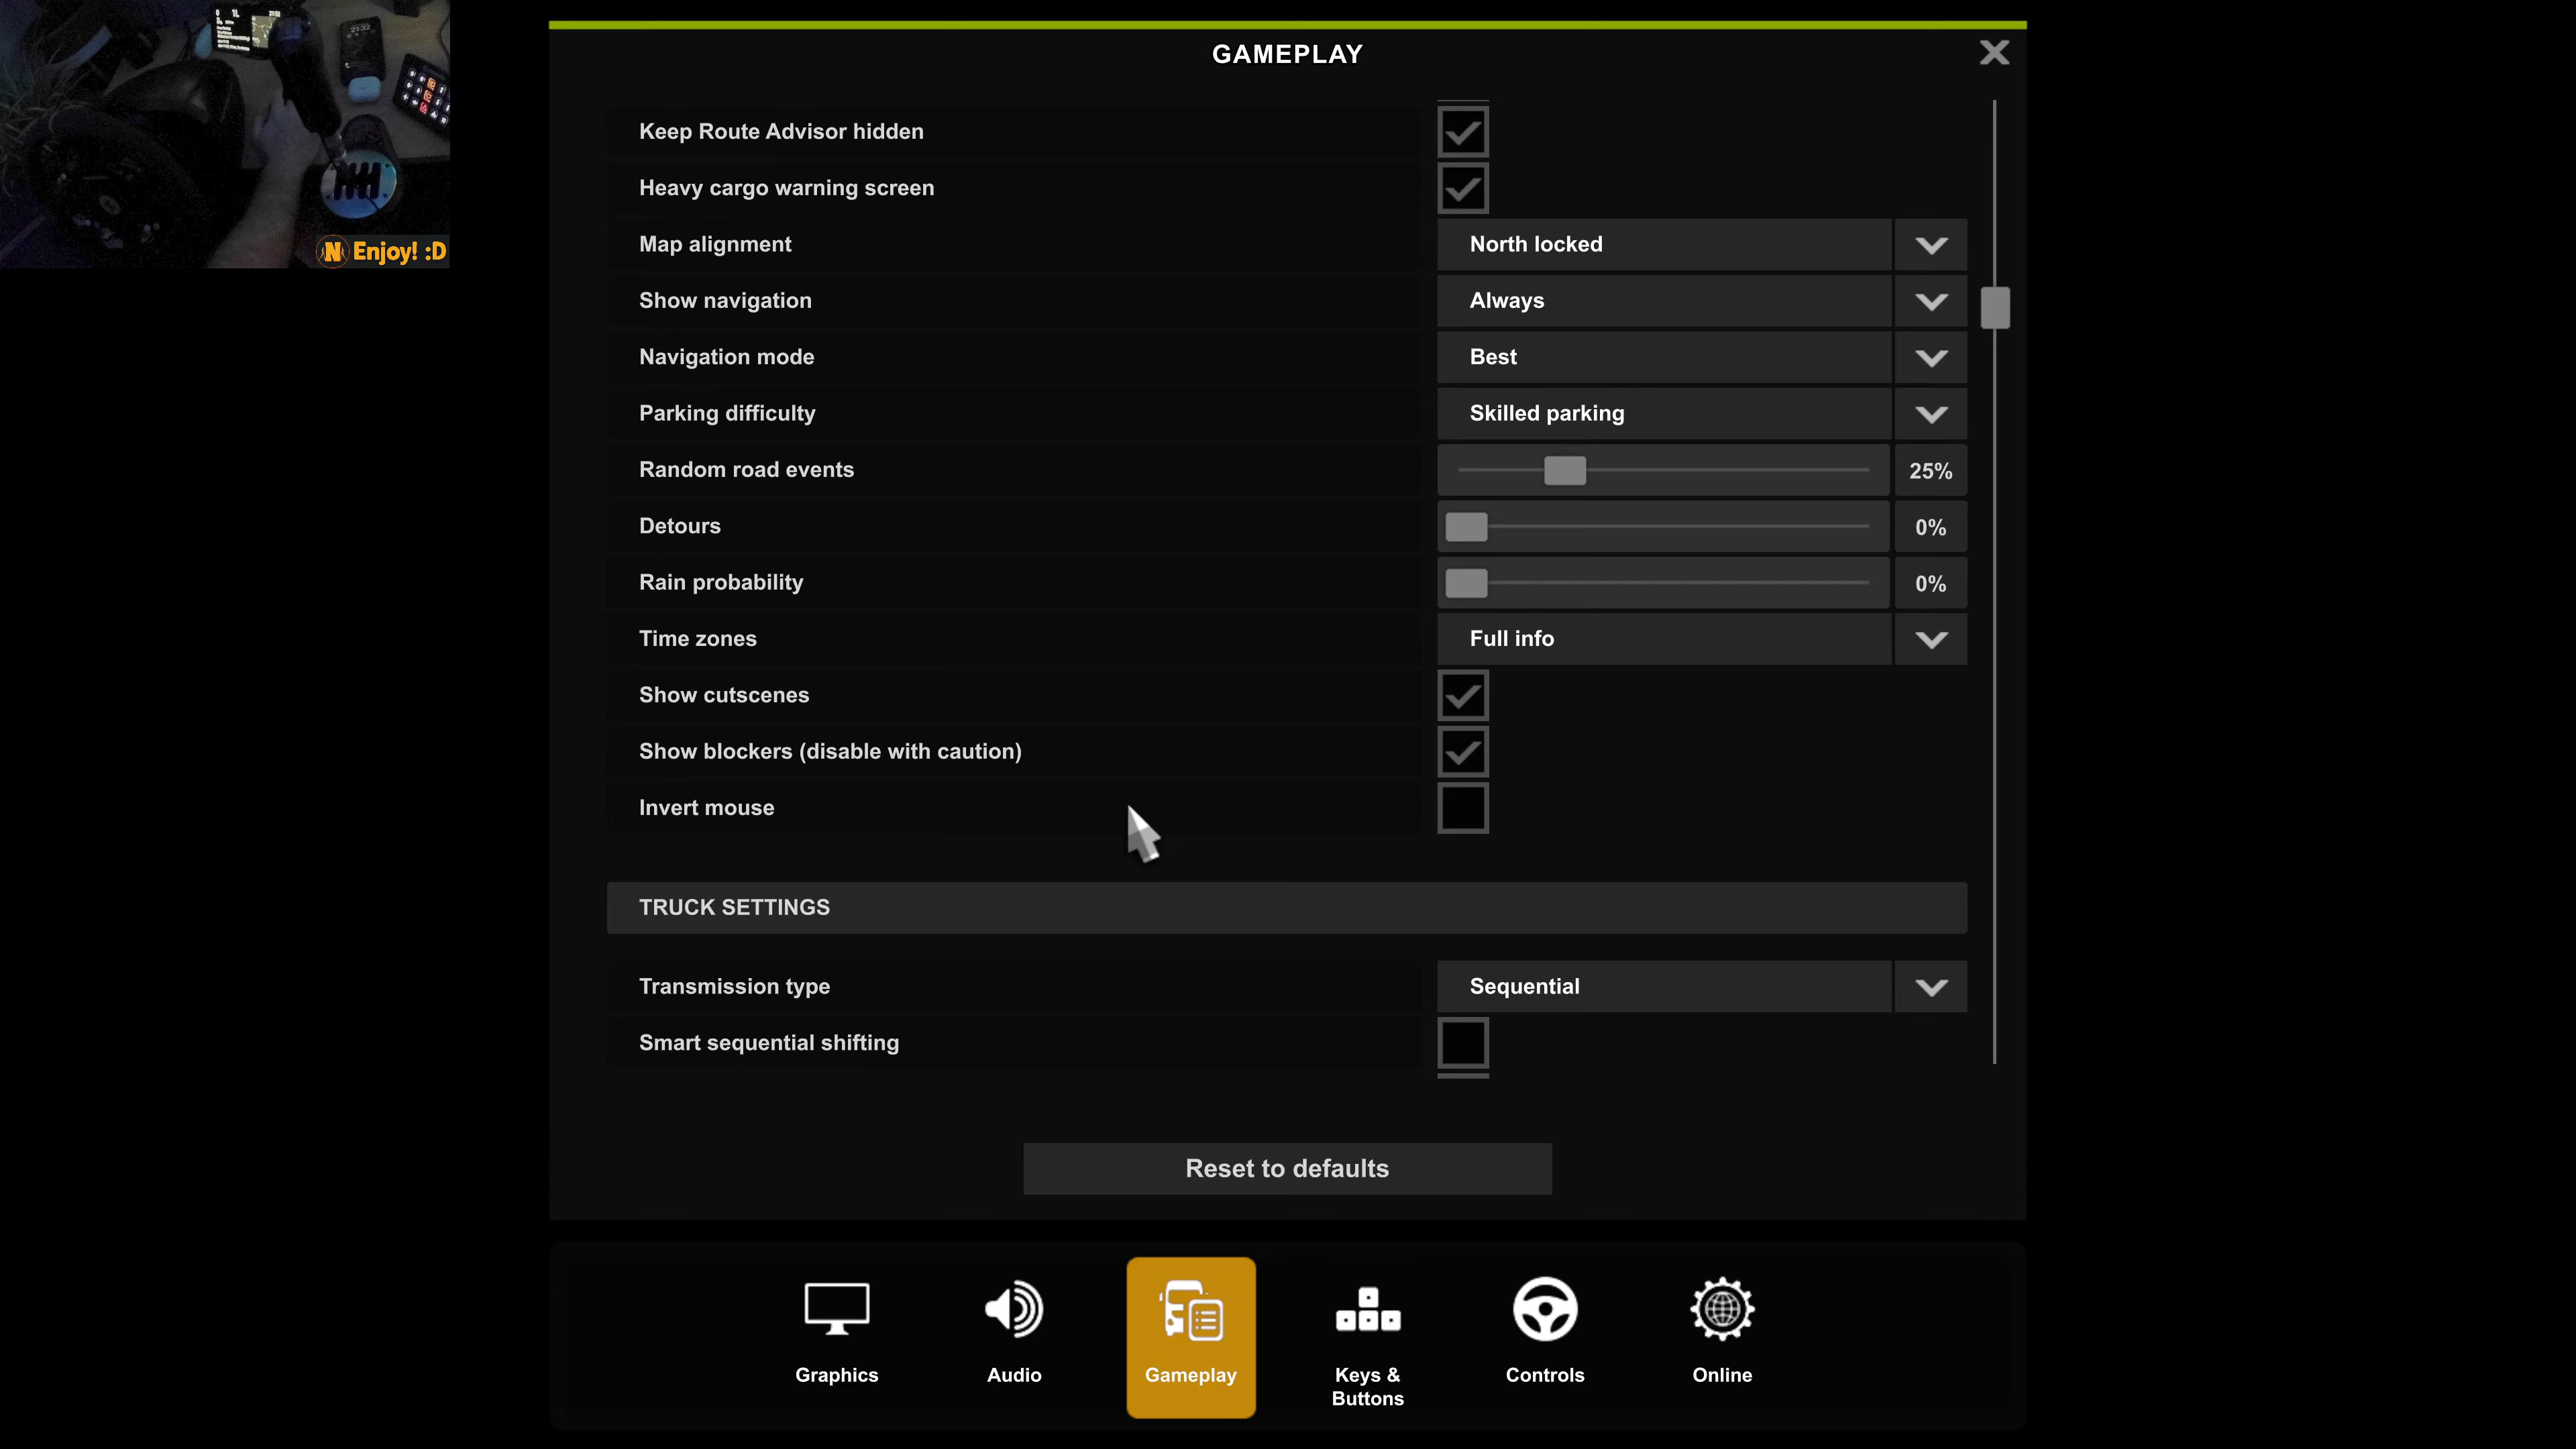 Enjoy! :D
GAMEPLAY
Keep Route Advisor hidden
Heavy cargo warning screen
Map alignment North locked
Show navigation Always
Navigation mode Best
Parking difficulty Skilled parking
Random road events 25%
Detours 0%
Rain probability 0%
Time zones Full info
Show cutscenes
Show blockers (disable with caution)
Invert mouse
TRUCK SETTINGS
Transmission type Sequential
Smart sequential shifting
Reset to defaults
Graphics Audio Gameplay Keys & Controls Online
Buttons